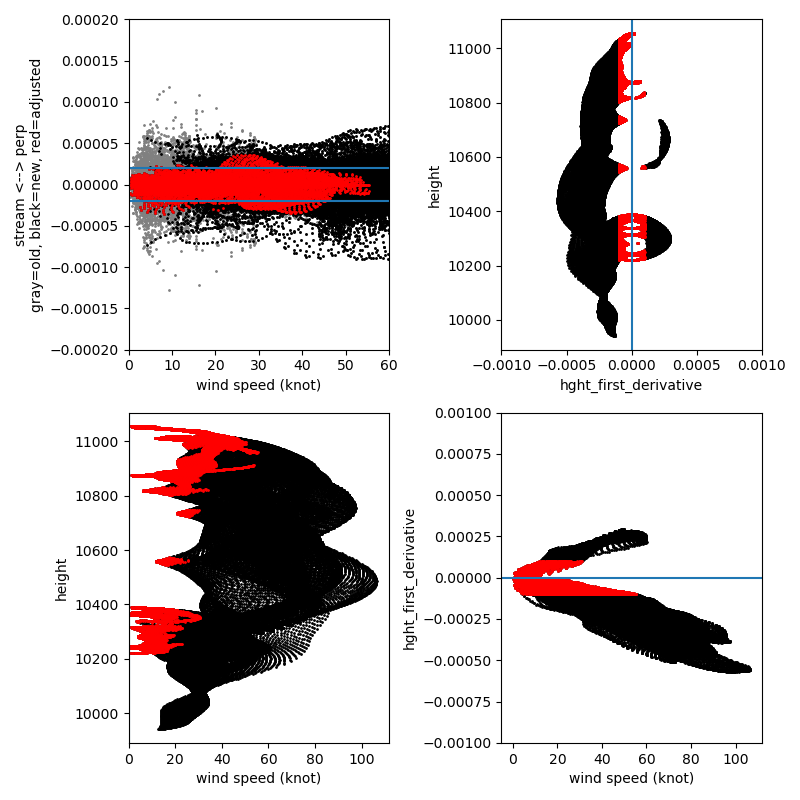 0.00020
0.00015
0.00010
0.00005
0.00000
−0.00005
−0.00010
−0.00015
−0.00020
stream <--> perp
gray=old, black=new, red=adjusted
0 10 20 30 40 50 60
wind speed (knot)
11000
10800
10600
10400
10200
10000
height
−0.0010 −0.0005 0.0000 0.0005 0.0010
hght_first_derivative
11000
10800
10600
10400
10200
10000
height
0 20 40 60 80 100
wind speed (knot)
0.00100
0.00075
0.00050
0.00025
0.00000
−0.00025
−0.00050
−0.00075
−0.00100
hght_first_derivative
0 20 40 60 80 100
wind speed (knot)